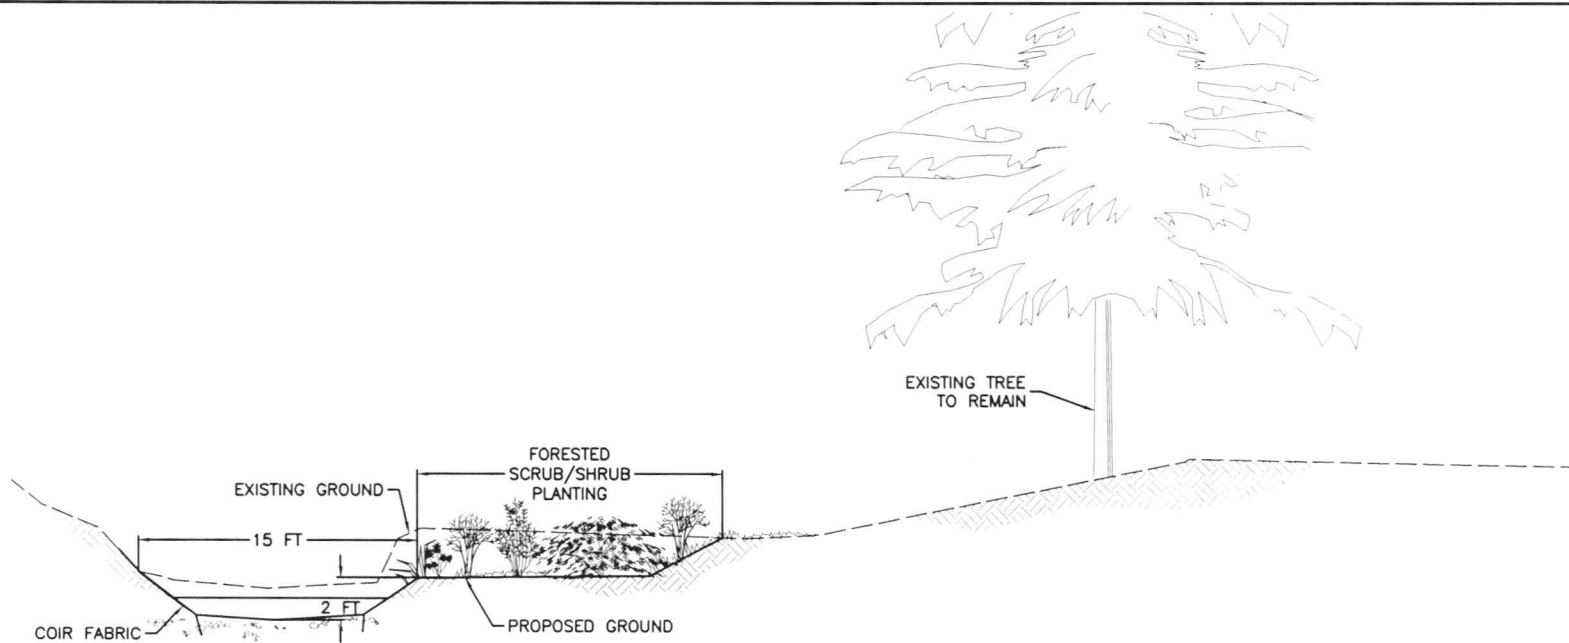 EXISTING TREE
TO REMAIN
FORESTED
SCRUB/SHRUB
PLANTING
EXISTING GROUND
15 FT
2 FT
COIR FABRIC
PROPOSED GROUND